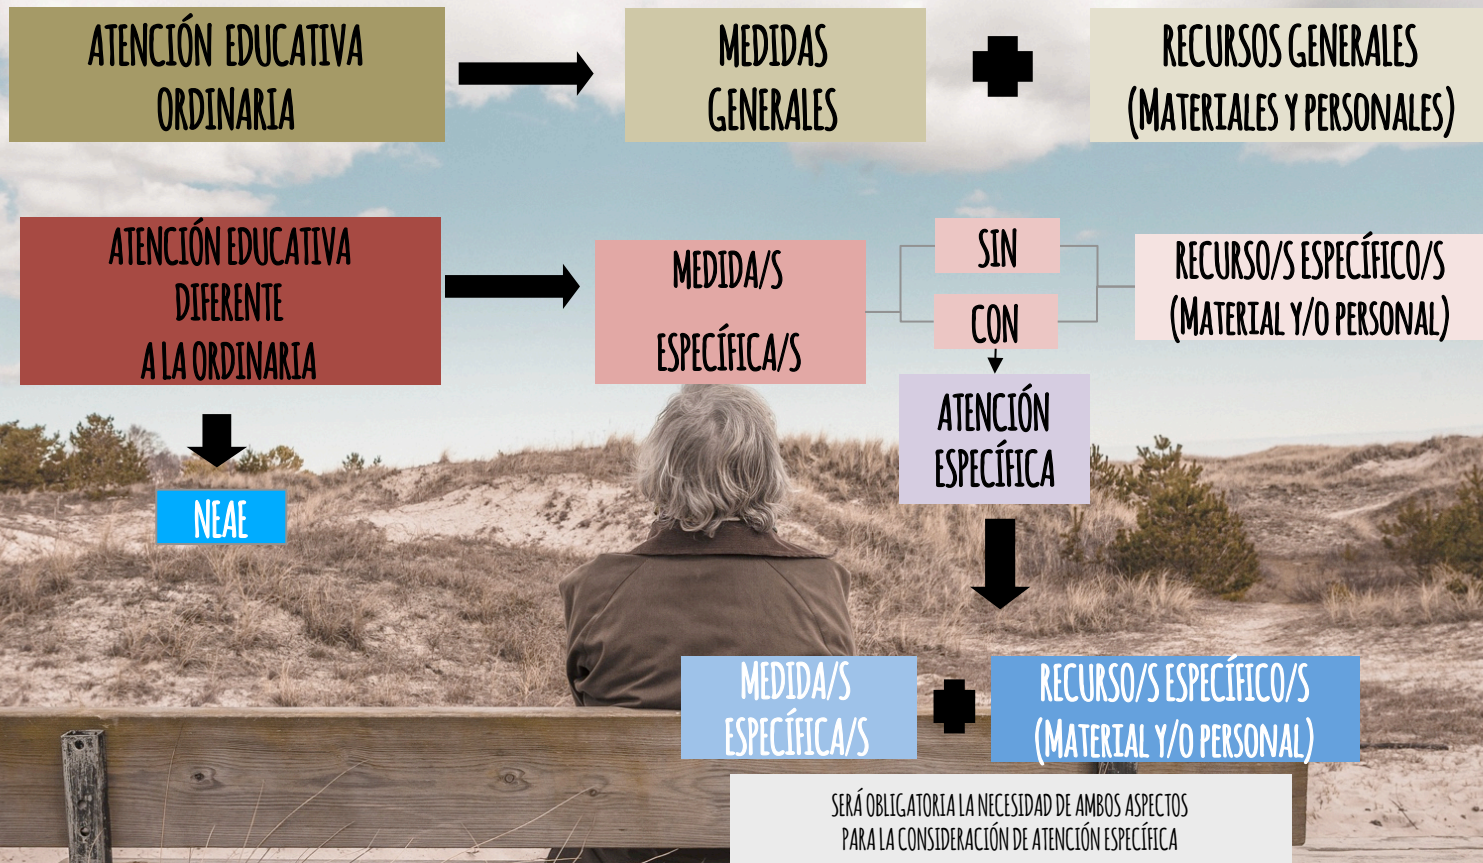 ATENCIÓN EDUCATIVA
ORDINARIA
MEDIDAS
GENERALES
RECURSOS GENERALES
(MATERIALES Y PERSONALES)
ATENCIÓN EDUCATIVA
DIFERENTE
A LA ORDINARIA
MEDIDA/S
ESPECÍFICA/S
SIN
CON
RECURSO/S ESPECÍFICO/S
(MATERIAL Y/O PERSONAL)
ATENCIÓN
ESPECÍFICA
NEAE
MEDIDA/S
ESPECÍFICA/S
RECURSO/S ESPECÍFICO/S
(MATERIAL Y/O PERSONAL)
SERÁ OBLIGATORIA LA NECESIDAD DE AMBOS ASPECTOS
PARA LA CONSIDERACIÓN DE ATENCIÓN ESPECÍFICA